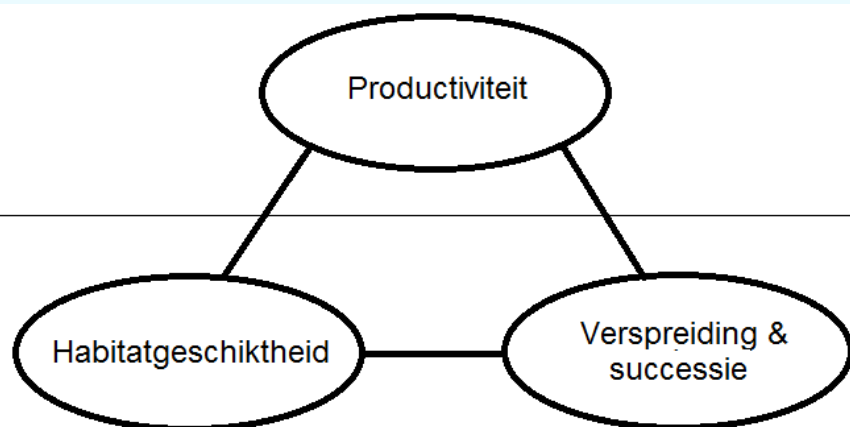 Productiviteit
Habitatgeschiktheid
Verspreiding &
successie